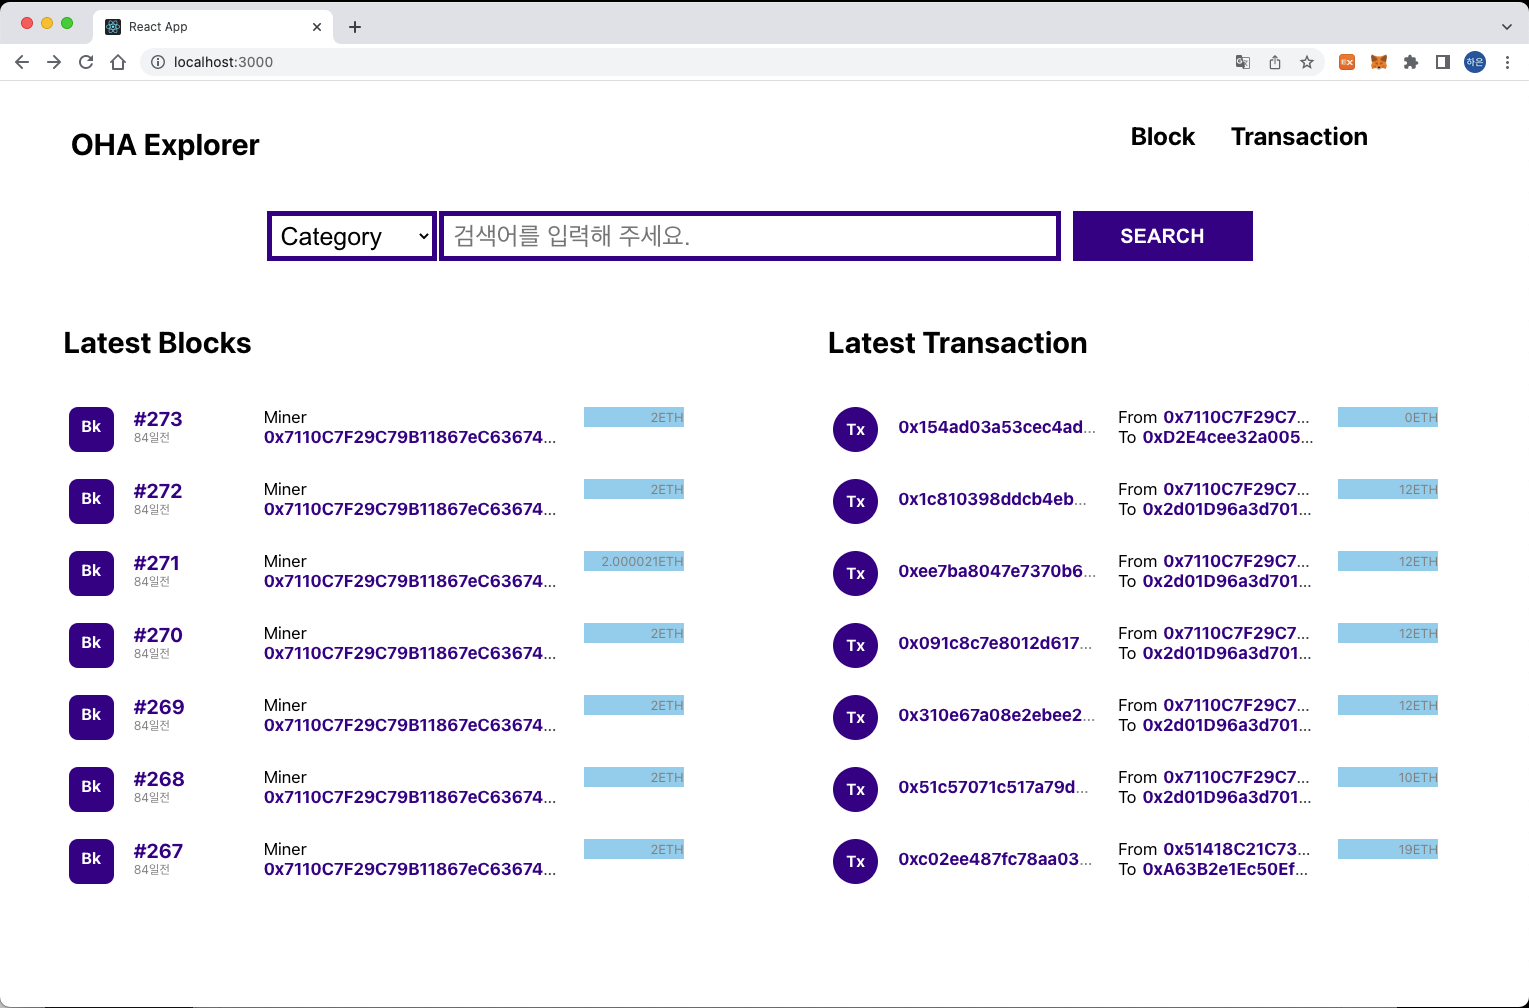 React App
localhost:3000
하은
OHA Explorer
Block
Transaction
Category
검색어를 입력해 주세요.
SEARCH
Latest Blocks
Bk
#273
84일전
Miner
0x7110C7F29C79B11867eC63674...
2ETH
Bk
#272
84일전
Miner
0x7110C7F29C79B11867eC63674...
2ETH
Bk
#271
84일전
Miner
0x7110C7F29C79B11867eC63674...
2.000021ETH
Bk
#270
84일전
Miner
0x7110C7F29C79B11867eC63674...
2ETH
Bk
#269
84일전
Miner
0x7110C7F29C79B11867eC63674...
2ETH
Bk
#268
84일전
Miner
0x7110C7F29C79B11867eC63674...
2ETH
Bk
#267
84일전
Miner
0x7110C7F29C79B11867eC63674...
2ETH
Latest Transaction
Tx
0x154ad03a53cec4ad...
From 0x7110C7F29C7...
To 0xD2E4cee32a005...
0ETH
Tx
0x1c810398ddcb4eb...
From 0x7110C7F29C7...
To 0x2d01D96a3d701...
12ETH
Tx
0xee7ba8047e7370b6...
From 0x7110C7F29C7...
To 0x2d01D96a3d701...
12ETH
Tx
0x091c8c7e8012d617...
From 0x7110C7F29C7...
To 0x2d01D96a3d701...
12ETH
Tx
0x310e67a08e2ebee2...
From 0x7110C7F29C7...
To 0x2d01D96a3d701...
12ETH
Tx
0x51c57071c517a79d...
From 0x7110C7F29C7...
To 0x2d01D96a3d701...
10ETH
Tx
0xc02ee487fc78aa03...
From 0x51418C21C73...
To 0xA63B2e1Ec50Ef...
19ETH